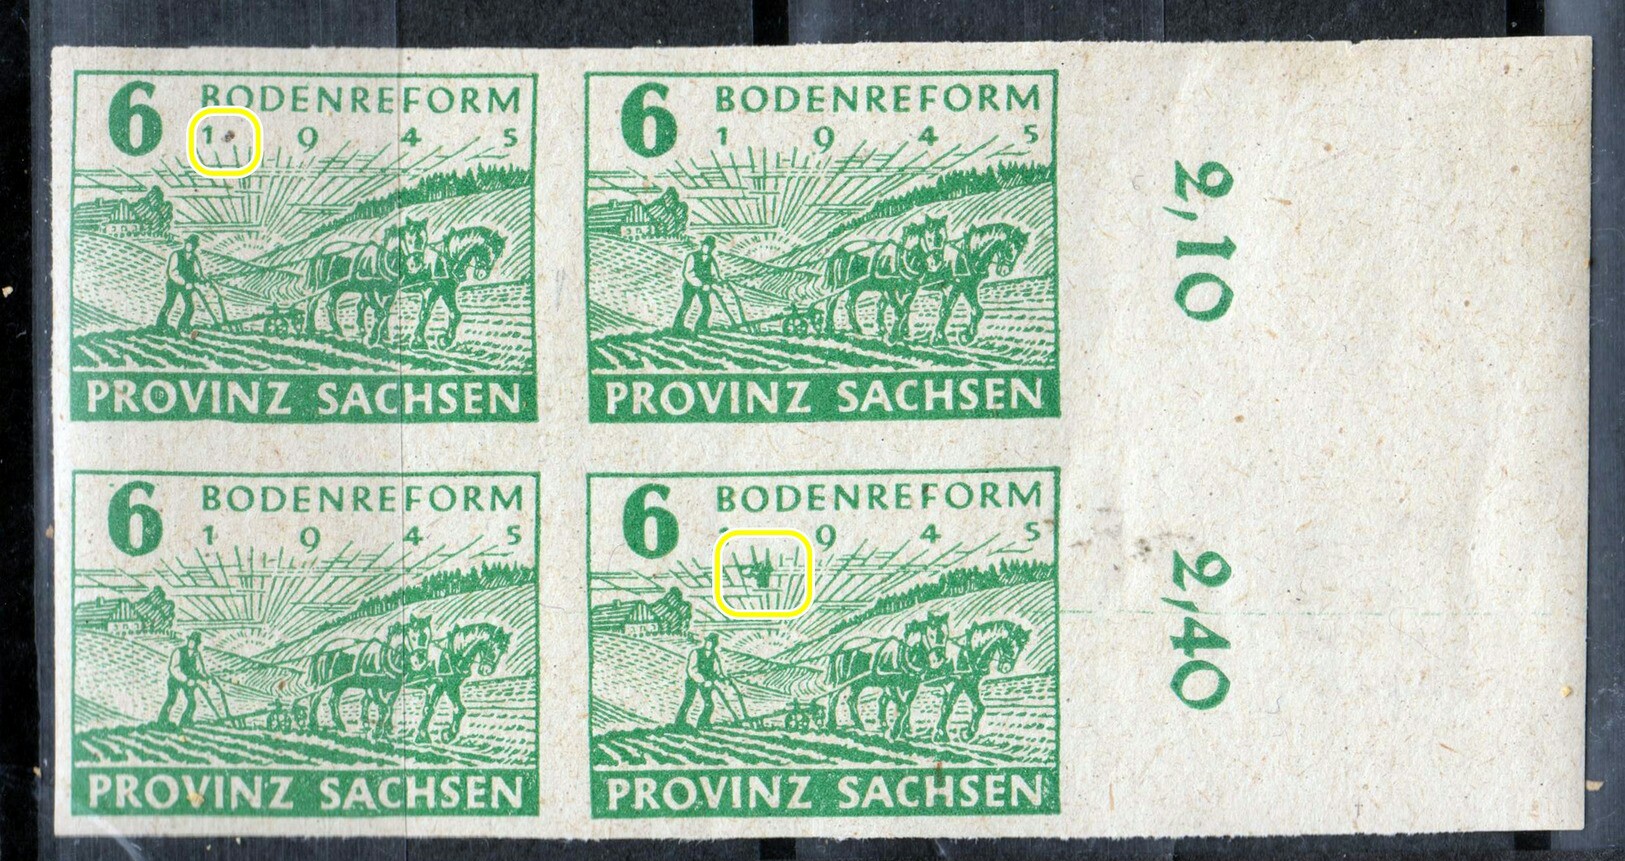 6 BODENREFORM
1 9 4 5
PROVINZ SACHSEN
6 BODENREFORM
1 9 4 5
PROVINZ SACHSEN
2,10
6 BODENREFORM
1 9 4 5
PROVINZ SACHSEN
6 BODENREFORM
9 4 5
PROVINZ SACHSEN
2,40